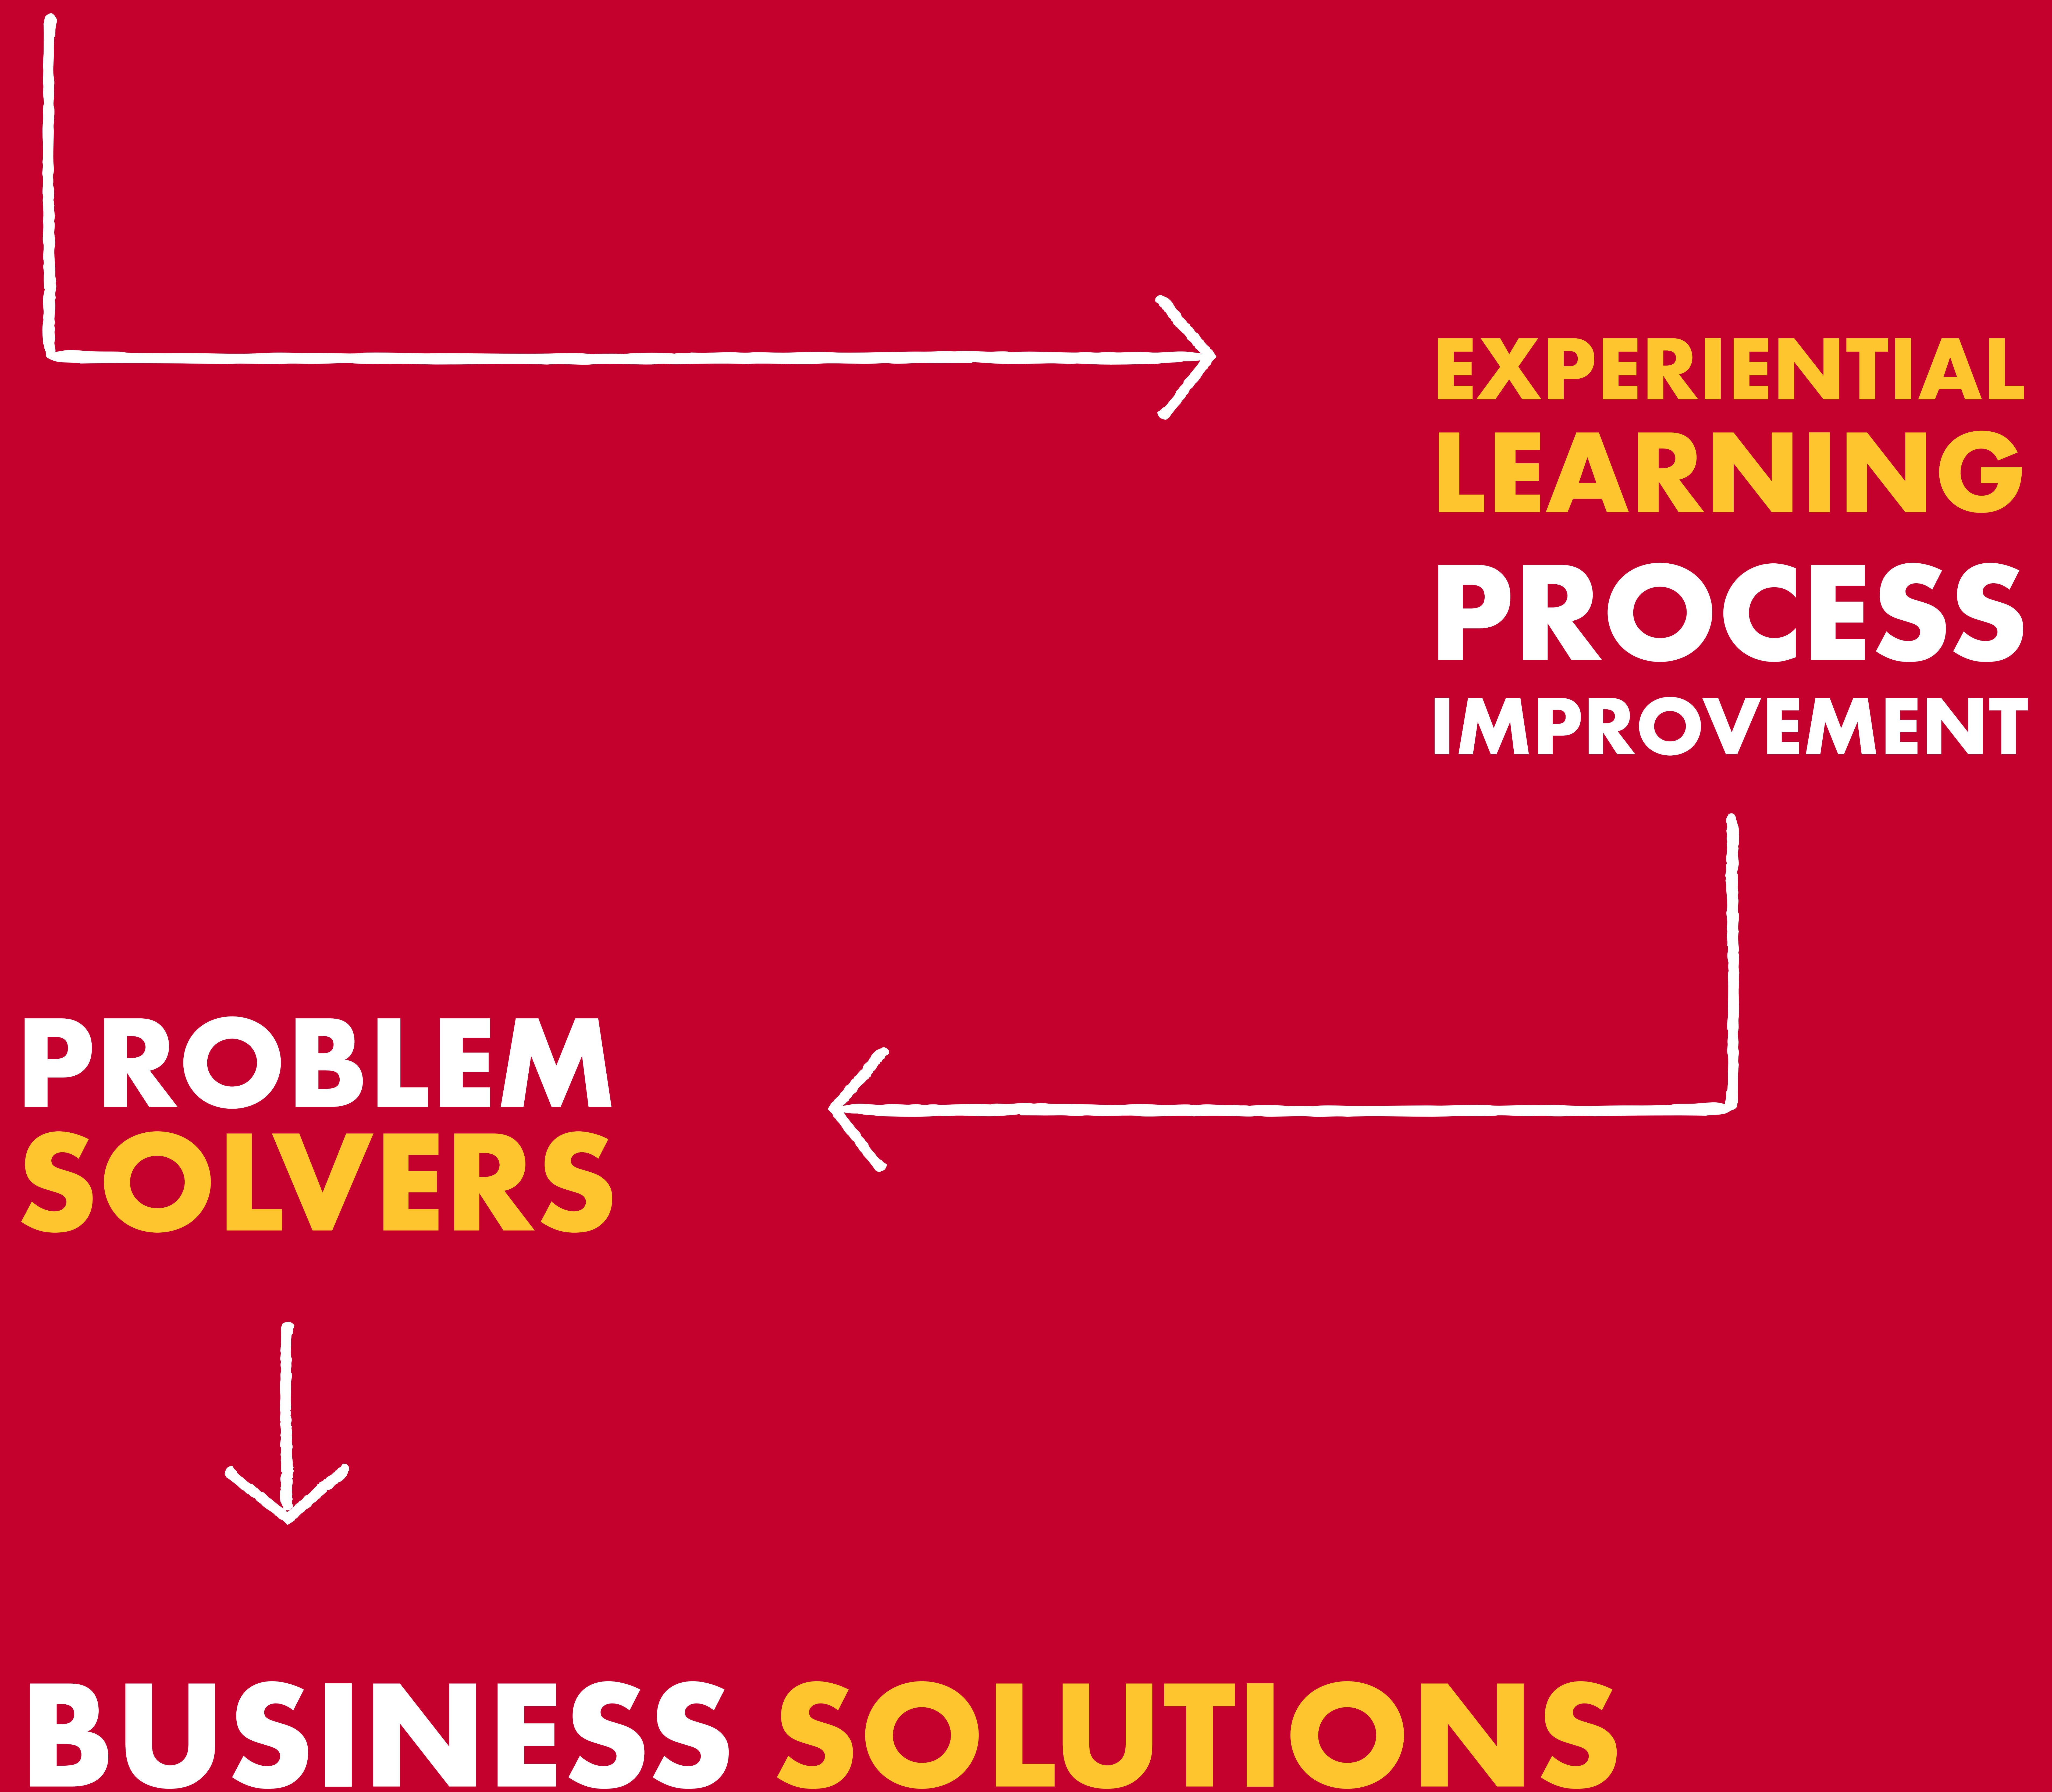 EXPERIENTIAL
LEARNING
PROCESS
IMPROVEMENT
PROBLEM
SOLVERS
BUSINESS SOLUTIONS